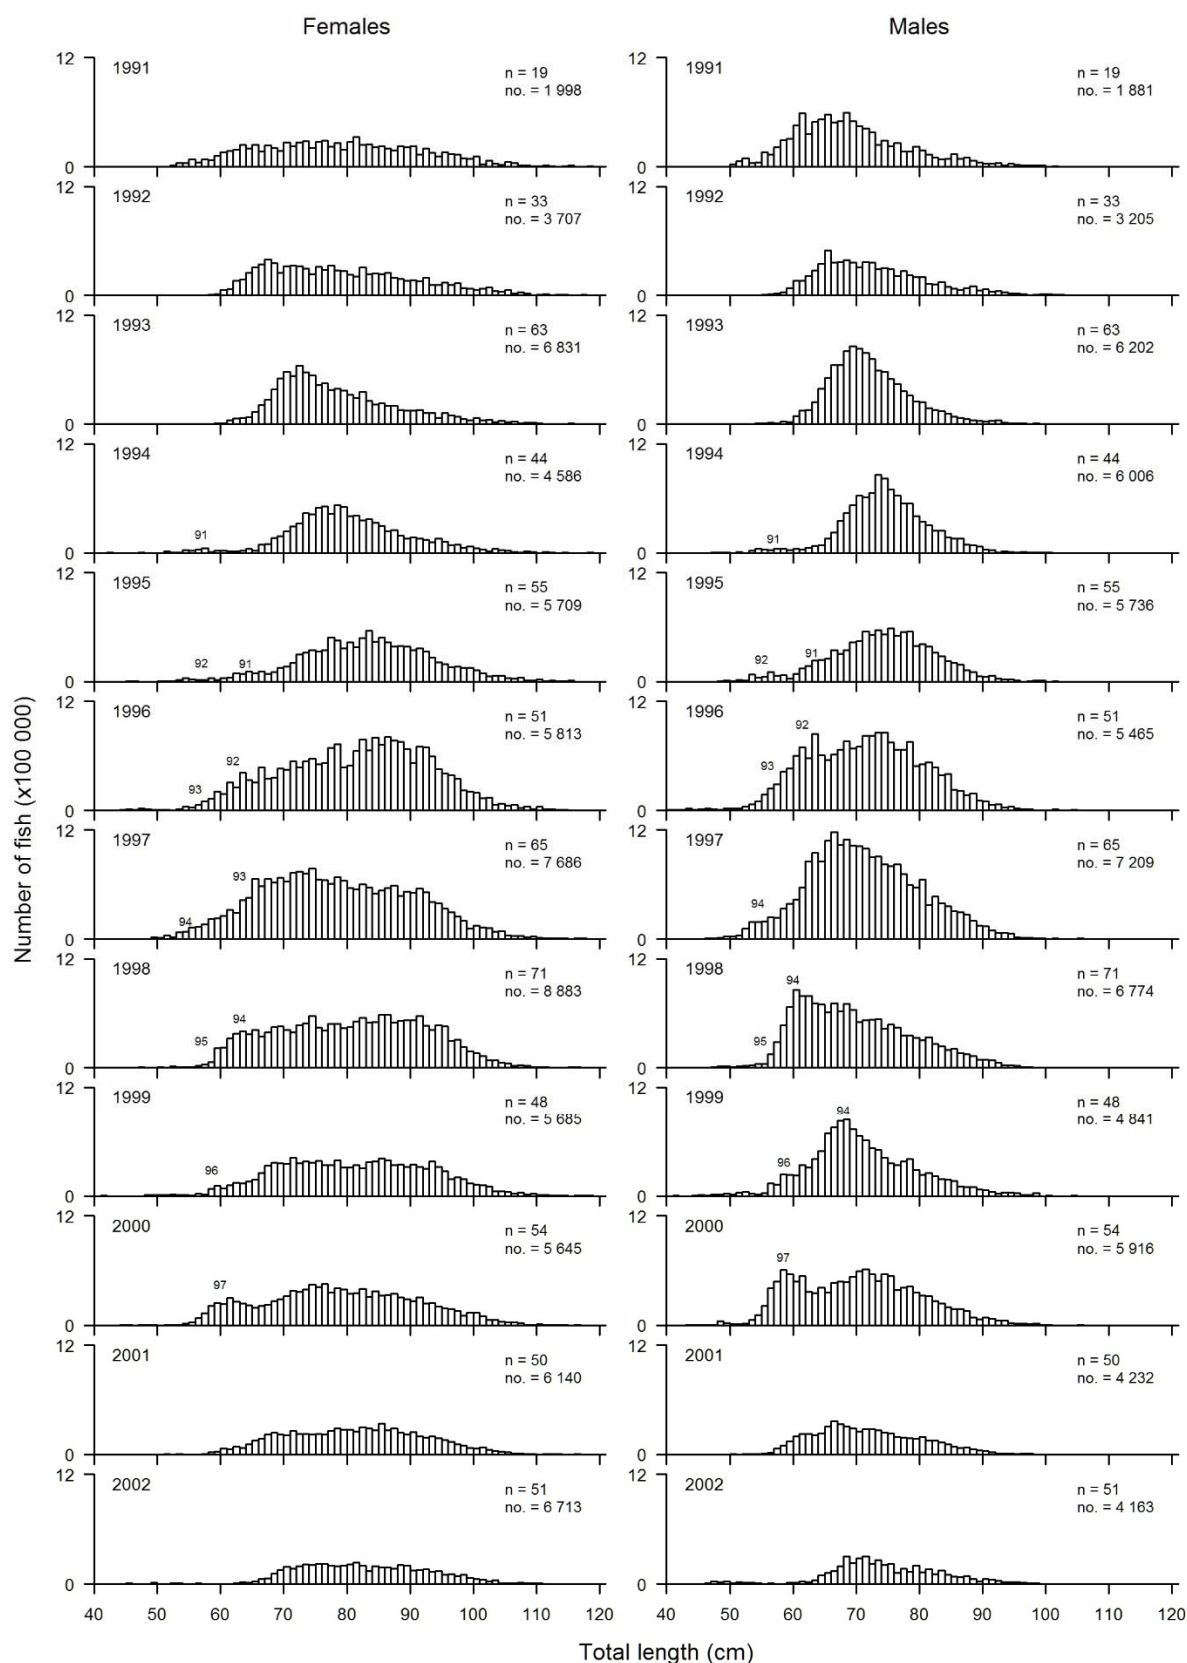 Females Males
12 1991 n = 19 12 1991 n = 19
no. = 1 998 no. = 1 881
0 0
12 1992 n = 33 12 1992 n = 33
no. = 3 707 no. = 3 205
0 0
12 1993 n = 63 12 1993 n = 63
no. = 6 831 no. = 6 202
0 0
12 1994 n = 44 12 1994 n = 44
no. = 4 586 no. = 6 006
91 91
0 0
12 1995 n = 55 12 1995 n = 55
no. = 5 709 no. = 5 736
92 91 92 91
0 0
12 1996 n = 51 12 1996 n = 51
no. = 5 813 no. = 5 465
93 92 93 92
0 0
12 1997 n = 65 12 1997 n = 65
no. = 7 686 no. = 7 209
94 93 94
0 0
12 1998 n = 71 12 1998 n = 71
no. = 8 883 no. = 6 774
95 94 95 94
0 0
12 1999 n = 48 12 1999 n = 48
no. = 5 685 no. = 4 841
96 96 94
0 0
12 2000 n = 54 12 2000 n = 54
no. = 5 645 no. = 5 916
97 97
0 0
12 2001 n = 50 12 2001 n = 50
no. = 6 140 no. = 4 232
0 0
12 2002 n = 51 12 2002 n = 51
no. = 6 713 no. = 4 163
0 0
40 50 60 70 80 90 100 110 120 40 50 60 70 80 90 100 110 120
Number of fish (x100 000)
Total length (cm)